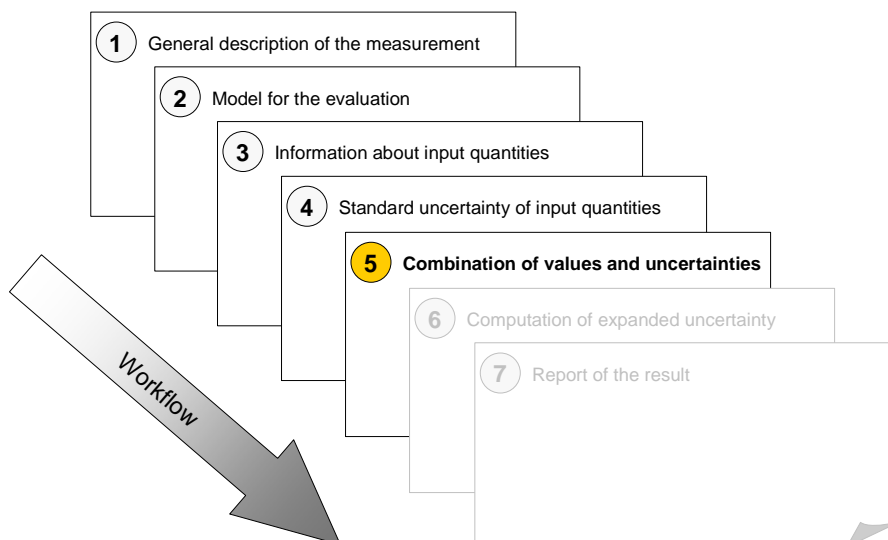 1 General description of the measurement
2 Model for the evaluation
3 Information about input quantities
4 Standard uncertainty of input quantities
5 Combination of values and uncertainties
6 Computation of expanded uncertainty
7 Report of the result
Workflow